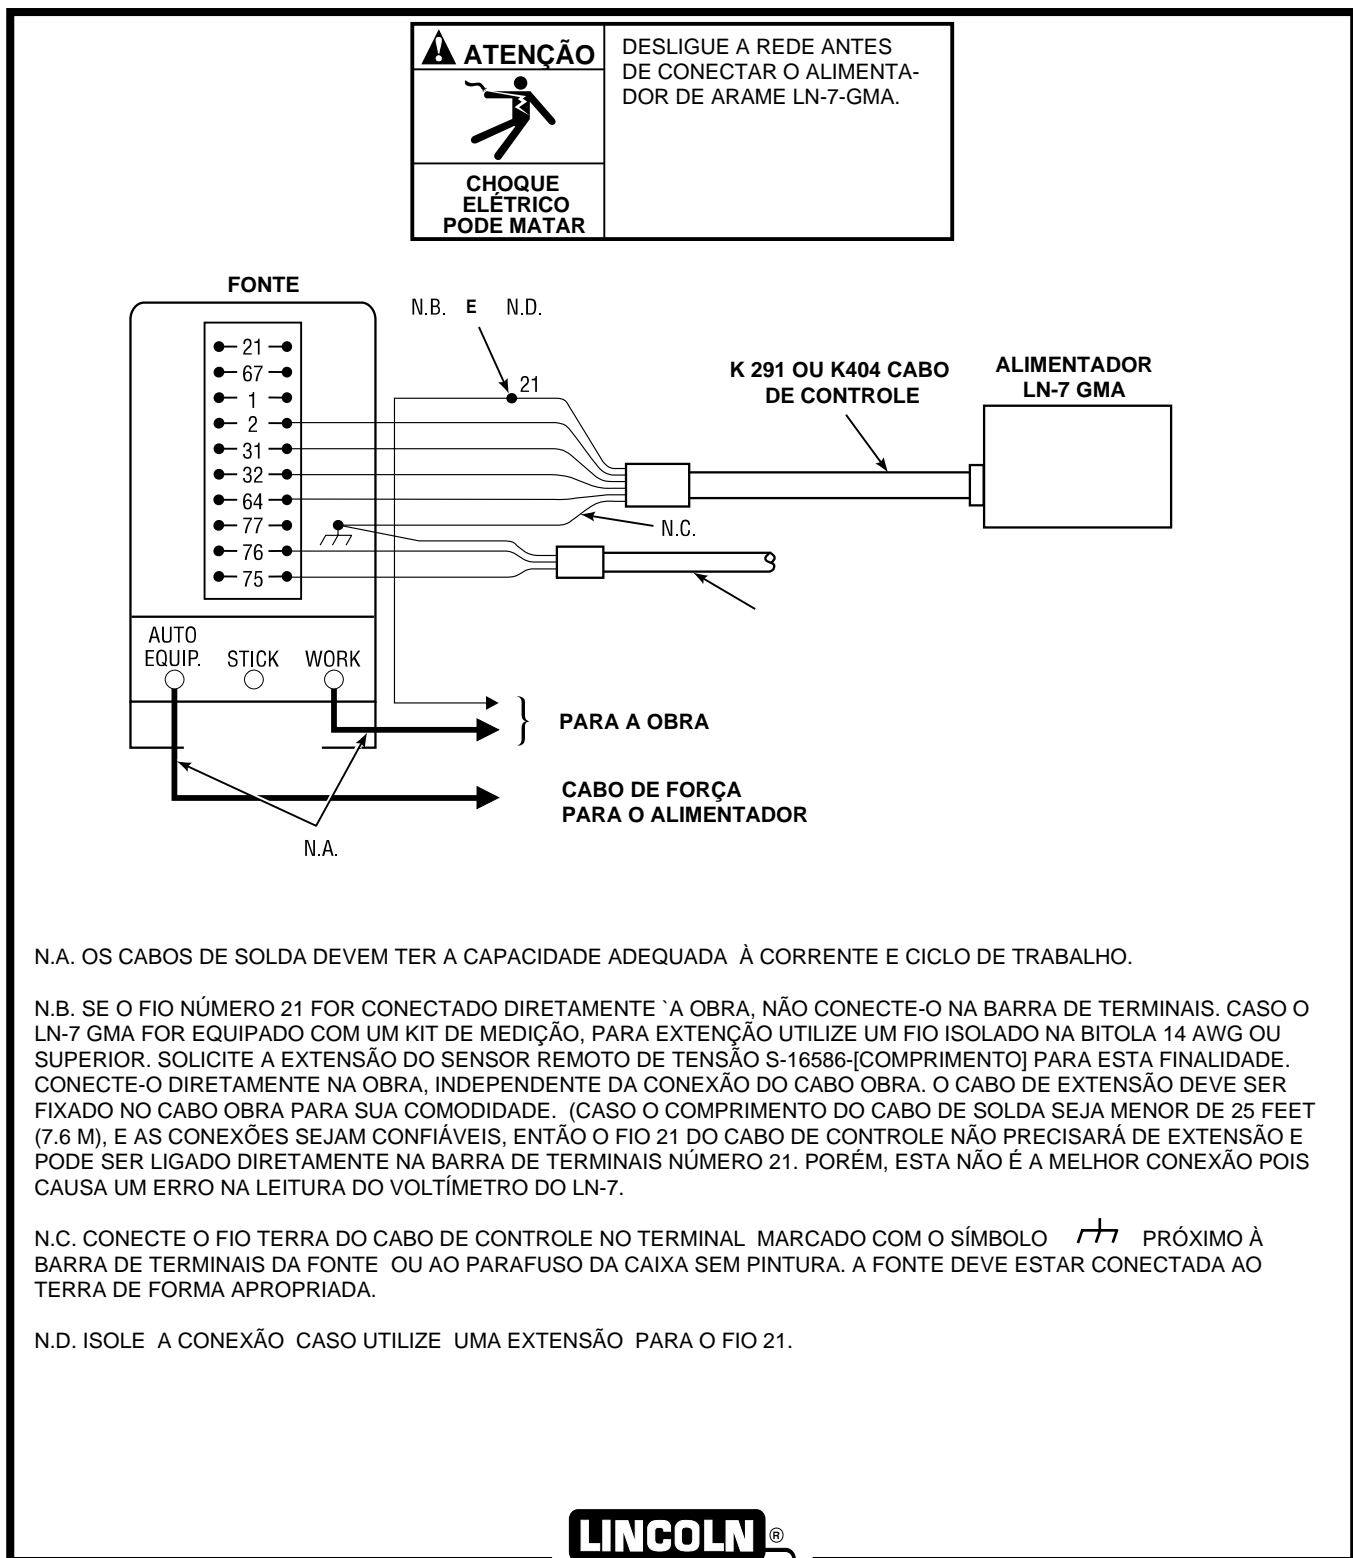 ATENÇÃO
CHOQUE
ELÉTRICO
PODE MATAR
DESLIGUE A REDE ANTES
DE CONECTAR O ALIMENTA-
DOR DE ARAME LN-7-GMA.
FONTE
21
67
1
2
31
32
64
77
76
75
AUTO
EQUIP.
STICK
WORK
N.B. E N.D.
21
K 291 OU K404 CABO
DE CONTROLE
ALIMENTADOR
LN-7 GMA
N.C.
PARA A OBRA
CABO DE FORÇA
PARA O ALIMENTADOR
N.A.
N.A. OS CABOS DE SOLDA DEVEM TER A CAPACIDADE ADEQUADA À CORRENTE E CICLO DE TRABALHO.
N.B. SE O FIO NÚMERO 21 FOR CONECTADO DIRETAMENTE `A OBRA, NÃO CONECTE-O NA BARRA DE TERMINAIS. CASO O
LN-7 GMA FOR EQUIPADO COM UM KIT DE MEDIÇÃO, PARA EXTENÇÃO UTILIZE UM FIO ISOLADO NA BITOLA 14 AWG OU
SUPERIOR. SOLICITE A EXTENSÃO DO SENSOR REMOTO DE TENSÃO S-16586-[COMPRIMENTO] PARA ESTA FINALIDADE.
CONECTE-O DIRETAMENTE NA OBRA, INDEPENDENTE DA CONEXÃO DO CABO OBRA. O CABO DE EXTENSÃO DEVE SER
FIXADO NO CABO OBRA PARA SUA COMODIDADE. (CASO O COMPRIMENTO DO CABO DE SOLDA SEJA MENOR DE 25 FEET
(7.6 M), E AS CONEXÕES SEJAM CONFIÁVEIS, ENTÃO O FIO 21 DO CABO DE CONTROLE NÃO PRECISARÁ DE EXTENSÃO E
PODE SER LIGADO DIRETAMENTE NA BARRA DE TERMINAIS NÚMERO 21. PORÉM, ESTA NÃO É A MELHOR CONEXÃO POIS
CAUSA UM ERRO NA LEITURA DO VOLTÍMETRO DO LN-7.
N.C. CONECTE O FIO TERRA DO CABO DE CONTROLE NO TERMINAL MARCADO COM O SÍMBOLO PRÓXIMO À
BARRA DE TERMINAIS DA FONTE OU AO PARAFUSO DA CAIXA SEM PINTURA. A FONTE DEVE ESTAR CONECTADA AO
TERRA DE FORMA APROPRIADA.
N.D. ISOLE A CONEXÃO CASO UTILIZE UMA EXTENSÃO PARA O FIO 21.
LINCOLN ®